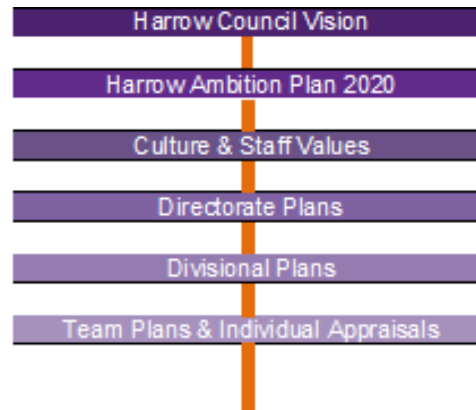 Harrow Council Vision
Harrow Ambition Plan 2020
Culture & Staff Values
Directorate Plans
Divisional Plans
Team Plans & Individual Appraisals